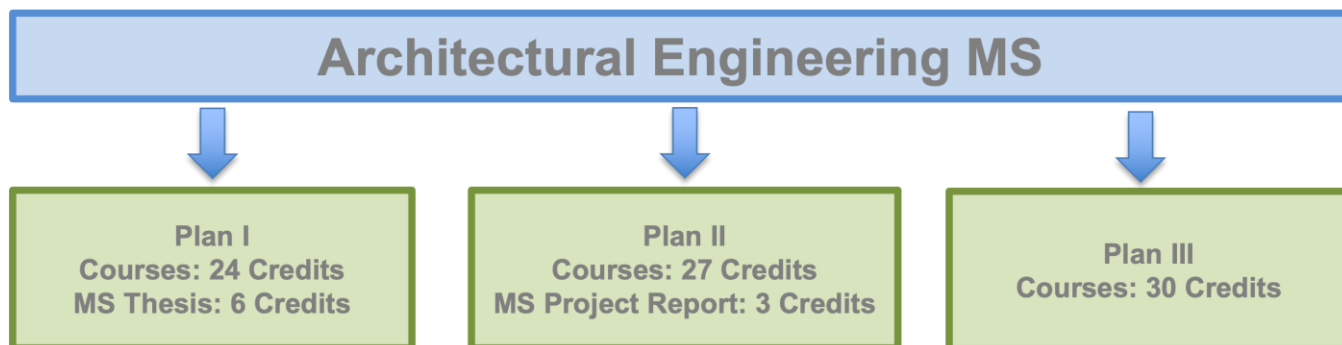 Architectural Engineering MS
Plan I
Courses: 24 Credits
MS Thesis: 6 Credits
Plan II
Courses: 27 Credits
MS Project Report: 3 Credits
Plan III
Courses: 30 Credits